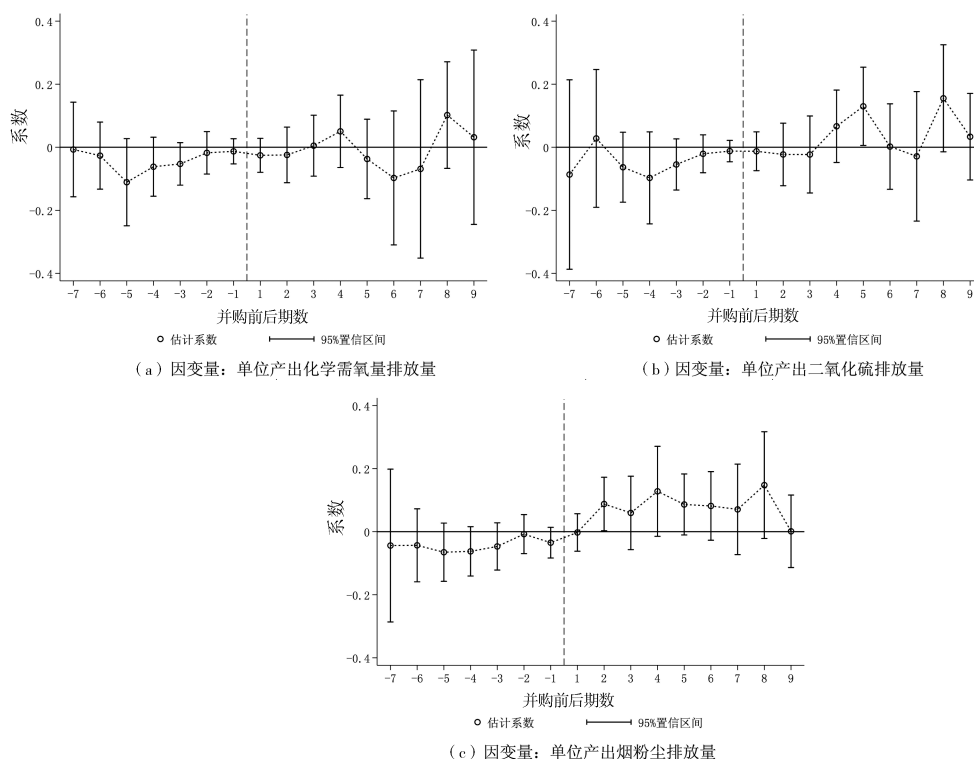 0.4
0.2
0
-0.2
-0.4
系数
-7 -6 -5 -4 -3 -2 -1 1 2 3 4 5 6 7 8 9
并购前后期数
估计系数 95%置信区间
(a)因变量：单位产出化学需氧量排放量
0.4
0.2
0
-0.2
-0.4
系数
-7 -6 -5 -4 -3 -2 -1 1 2 3 4 5 6 7 8 9
并购前后期数
估计系数 95%置信区间
(b)因变量：单位产出二氧化硫排放量
0.4
0.2
0
-0.2
-0.4
系数
-7 -6 -5 -4 -3 -2 -1 1 2 3 4 5 6 7 8 9
并购前后期数
估计系数 95%置信区间
(c)因变量：单位产出烟粉尘排放量